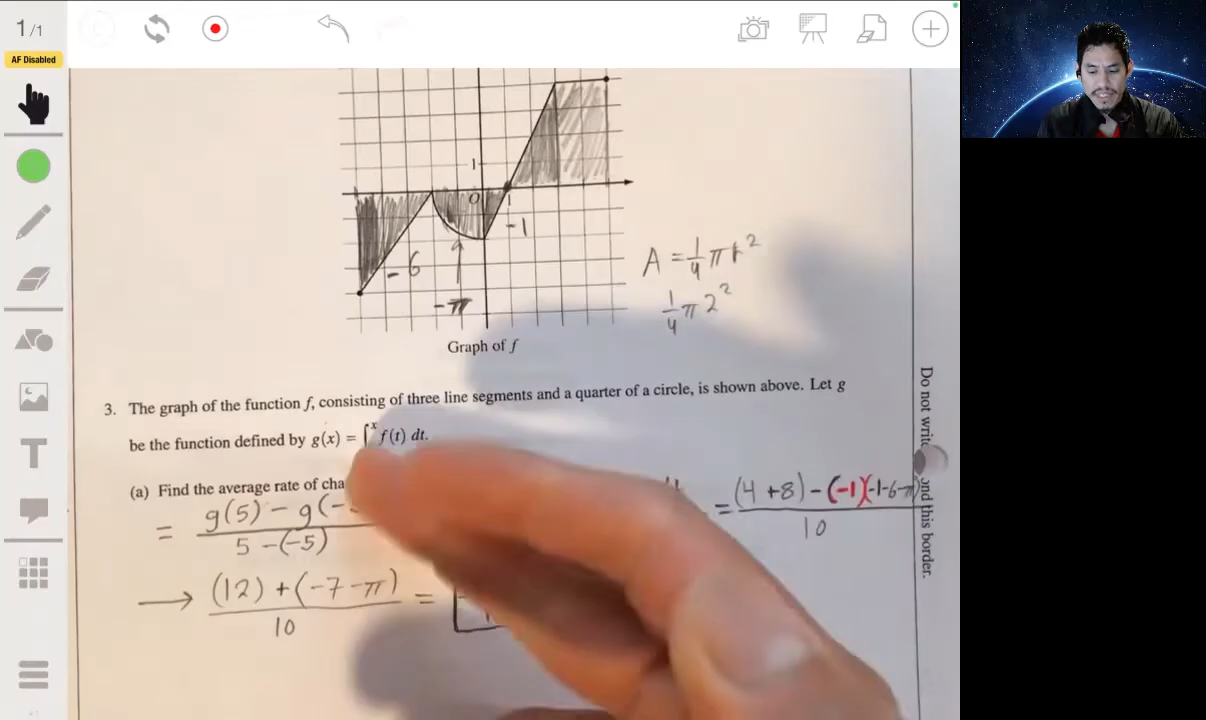 1/1
AF Disabled
1
0
1
-1
-6
-π
A = 1/4 πr²
1/4 π2²
Graph of f
3. The graph of the function f, consisting of three line segments and a quarter of a circle, is shown above. Let g
be the function defined by g(x) = ∫ˣ f(t) dt.
(a) Find the average rate of cha
= g(5) - g(-
5 - (-5)
= (4 + 8) - (-1)(-1-6-π
10
→ (12) + (-7-π)
10
=
Do not write
ond this border.
T